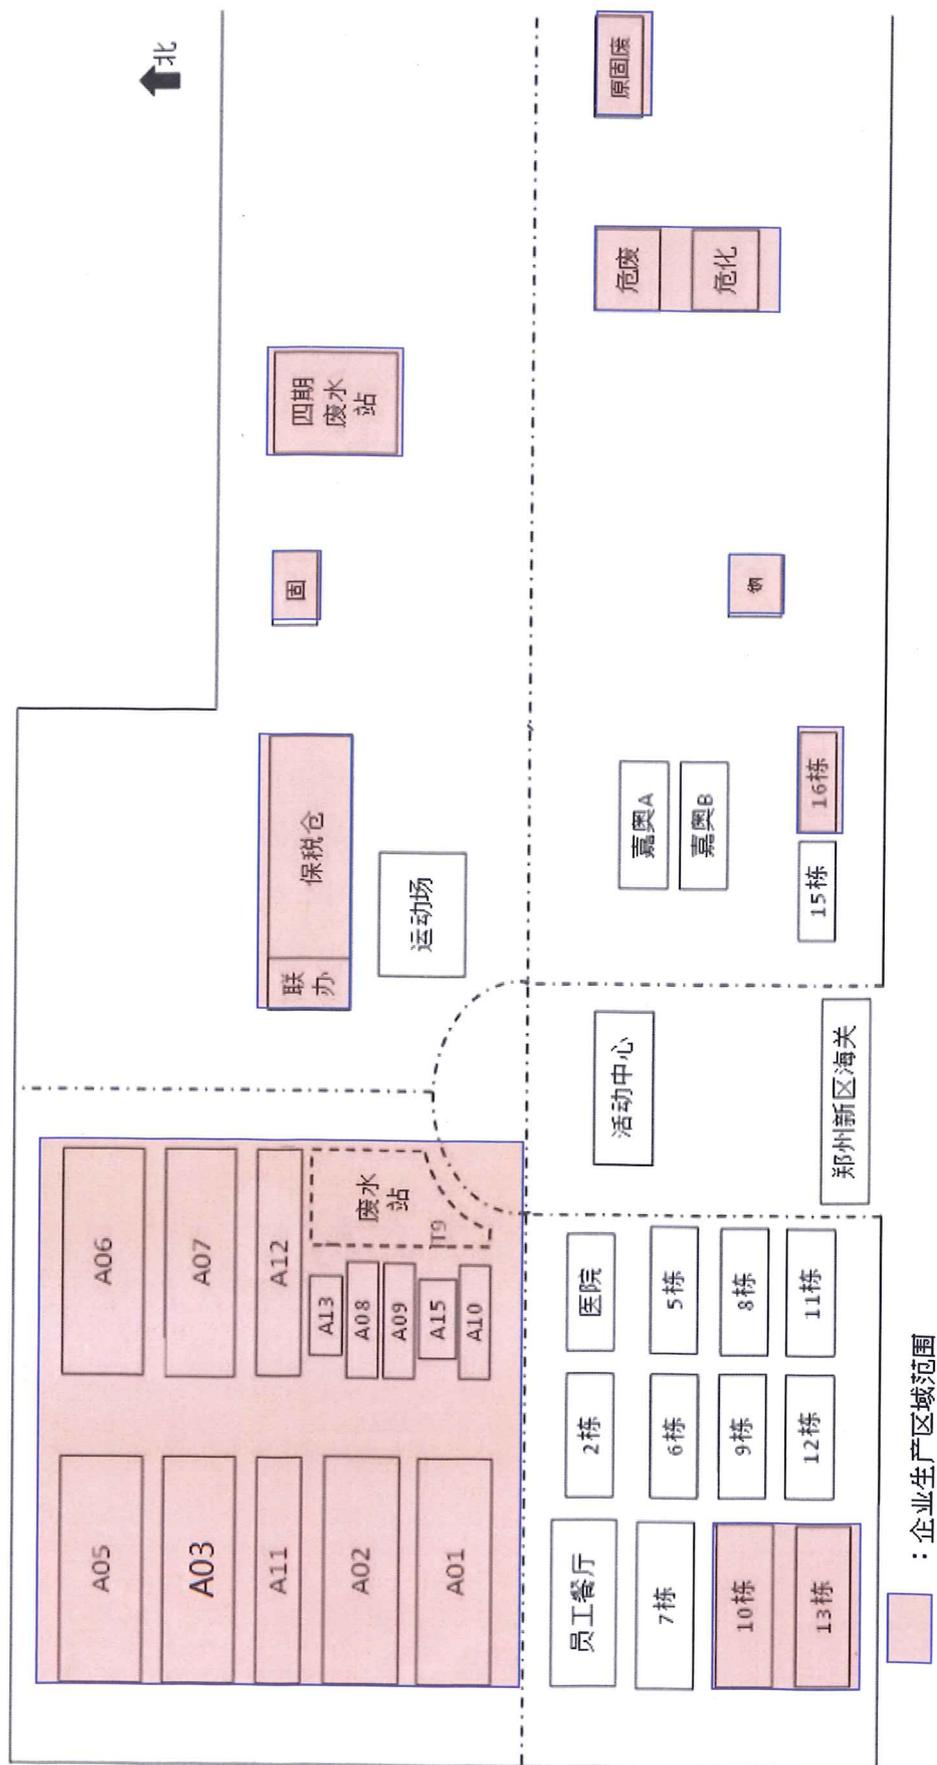 北
A05
A06
A03
A07
A11
A12
A02
A13
A08
A09
A15
A10
A01
废水
站
T9
联
办
保税仓
运动场
固
四期
废水
站
员工餐厅
2栋
医院
7栋
6栋
5栋
10栋
9栋
8栋
13栋
12栋
11栋
活动中心
郑州新区海关
嘉奥A
嘉奥B
15栋
16栋
危废
危化
原固废
：企业生产区域范围